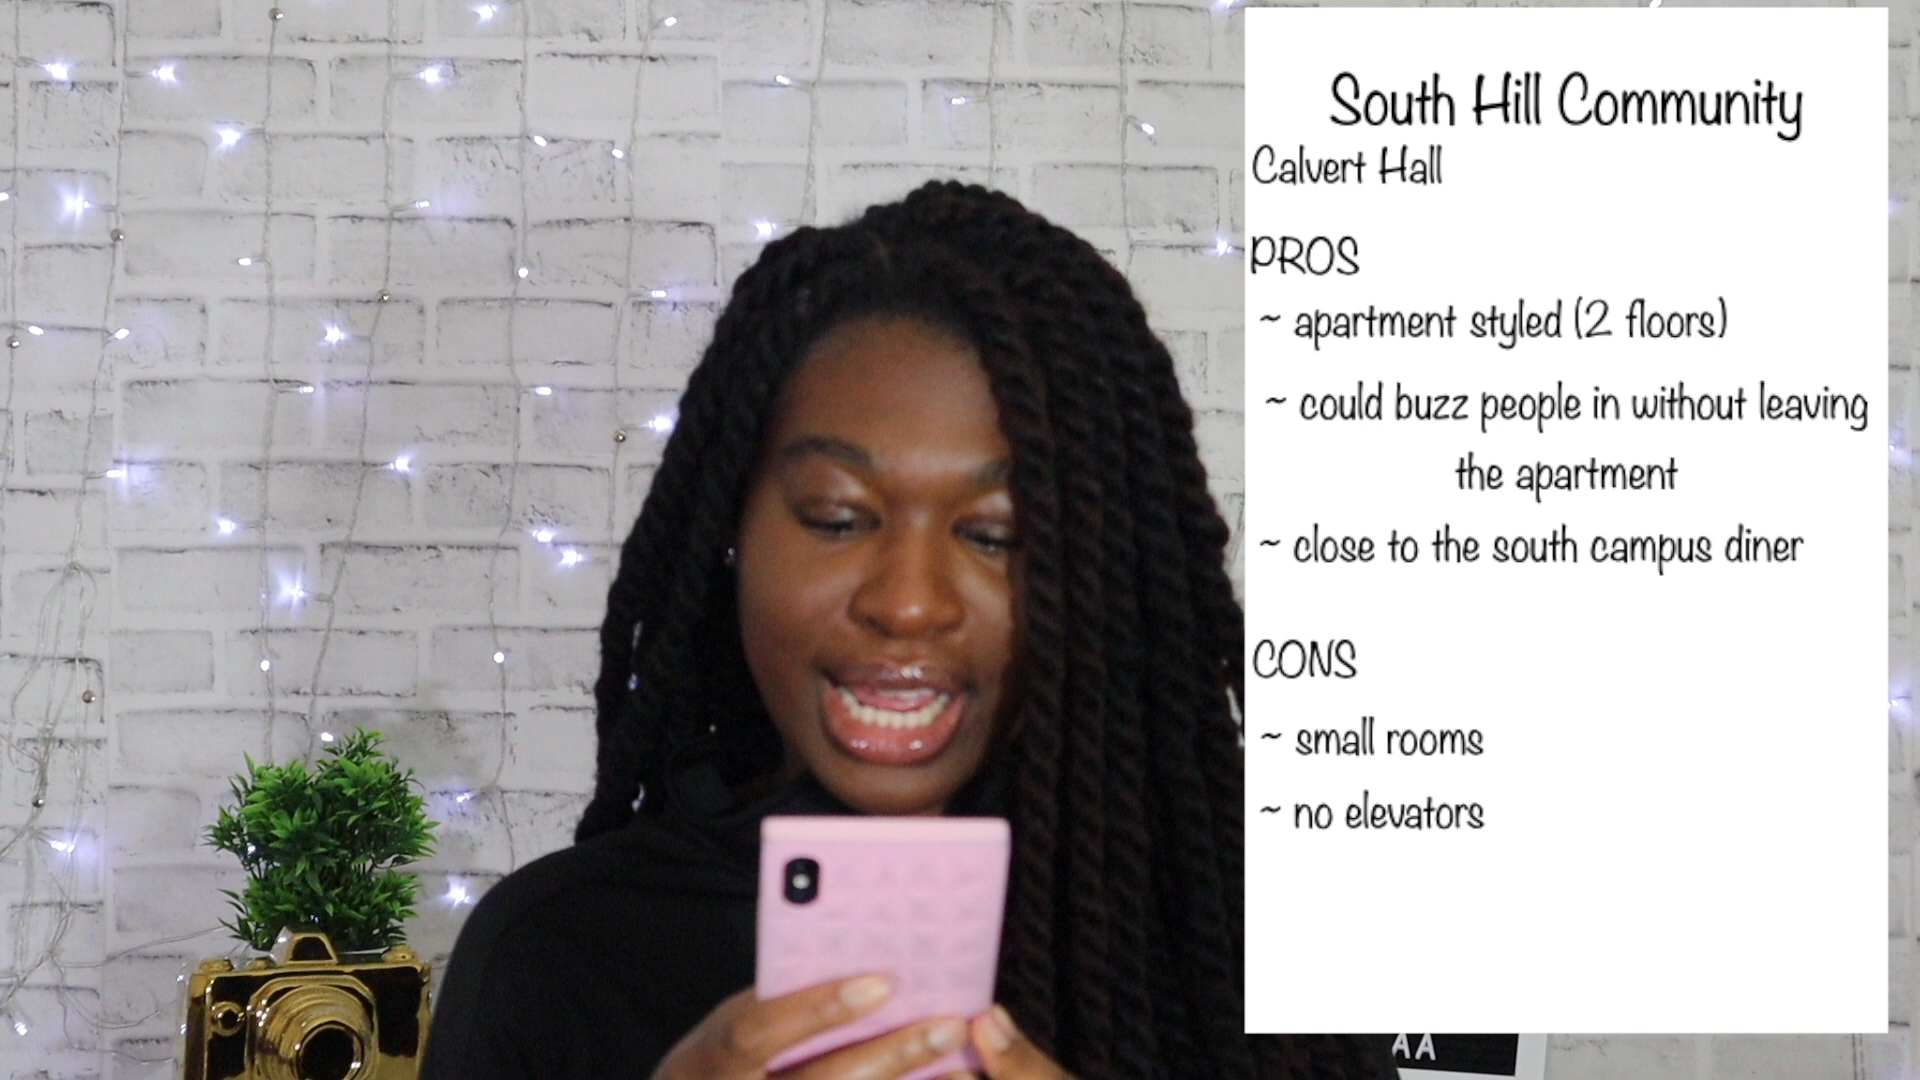 South Hill Community
Calvert Hall
PROS
~ apartment styled (2 floors)
~ could buzz people in without leaving
the apartment
~ close to the south campus diner
CONS
~ small rooms
~ no elevators
AA